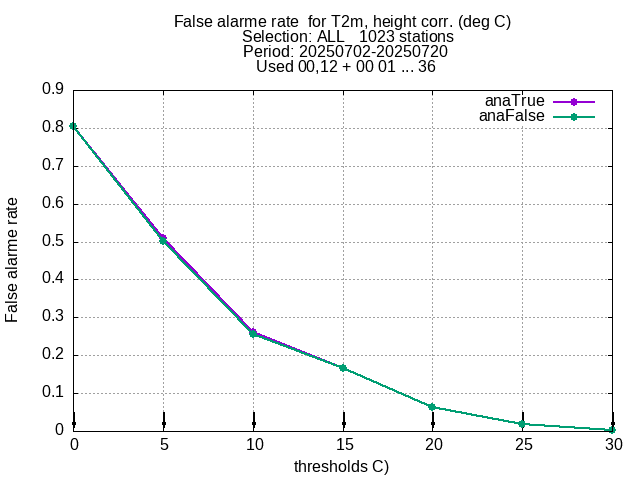 False alarme rate  for T2m, height corr. (deg C)
Selection: ALL   1023 stations
Period: 20250702-20250720
Used 00,12 + 00 01 ... 36
anaTrue
anaFalse
0.9
0.8
0.7
0.6
0.5
0.4
0.3
0.2
0.1
0
False alarme rate
0 5 10 15 20 25 30
thresholds C)